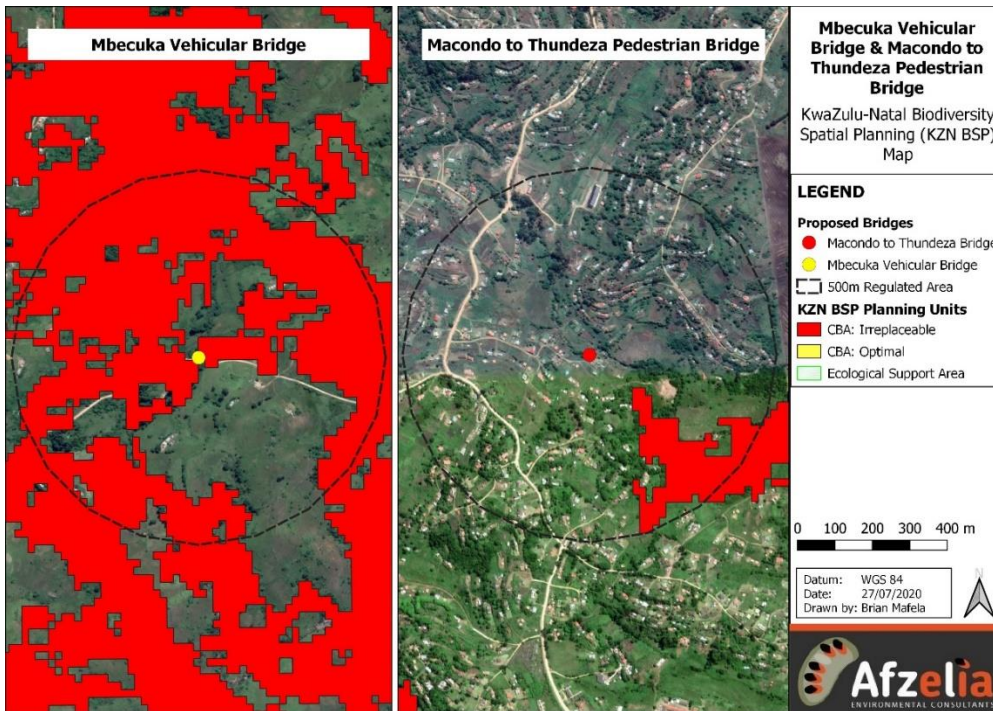 Mbecuka Vehicular Bridge
Macondo to Thundeza Pedestrian Bridge
Mbecuka Vehicular
Bridge & Macondo to
Thundeza Pedestrian
Bridge
KwaZulu-Natal Biodiversity
Spatial Planning (KZN BSP)
Map
LEGEND
Proposed Bridges
Macondo to Thundeza Bridge
Mbecuka Vehicular Bridge
500m Regulated Area
KZN BSP Planning Units
CBA: Irreplaceable
CBA: Optimal
Ecological Support Area
0 100 200 300 400 m
Datum: WGS 84
Date: 27/07/2020
Drawn by: Brian Mafela
N
Afzelia
ENVIRONMENTAL CONSULTANTS